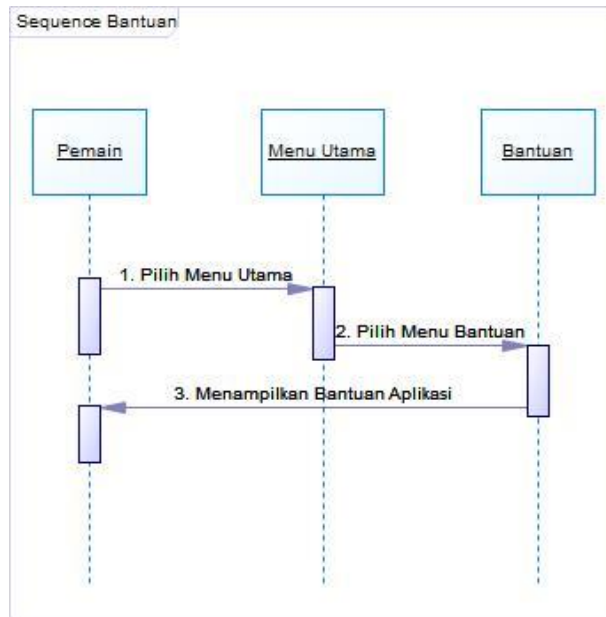 Sequence Bantuan
Pemain
Menu Utama
Bantuan
1. Pilih Menu Utama
2. Pilih Menu Bantuan
3. Menampilkan Bantuan Aplikasi